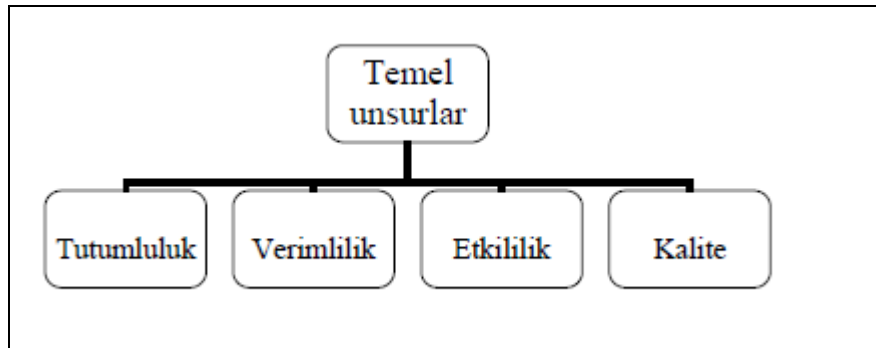 Temel
unsurlar
Tutumluluk
Verimlilik
Etkililik
Kalite